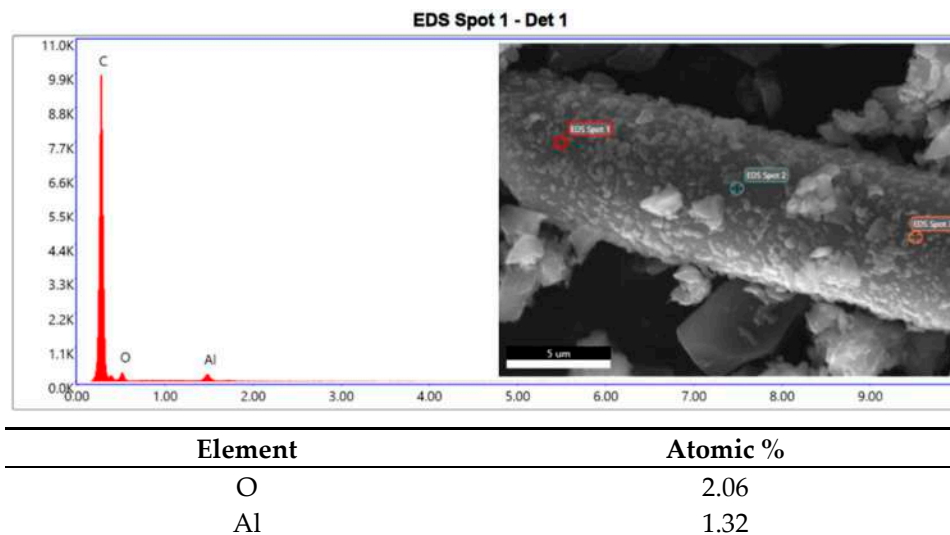 EDS Spot 1 - Det 1
11.0K
9.9K
8.8K
7.7K
6.6K
5.5K
4.4K
3.3K
2.2K
1.1K
0.0K
C
O
Al
0.00 1.00 2.00 3.00 4.00 5.00 6.00 7.00 8.00 9.00
EDS Spot 1
EDS Spot 2
EDS Spot
5 um
Element Atomic %
O 2.06
Al 1.32